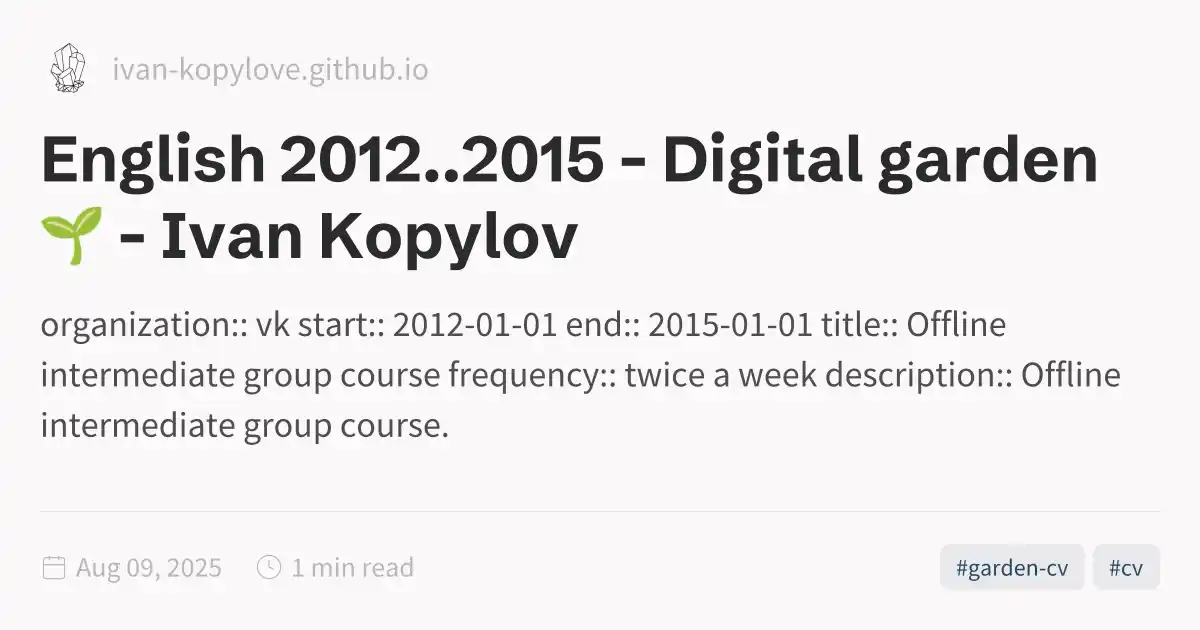 ivan-kopylove.github.io
English 2012..2015 - Digital garden
🌱 - Ivan Kopylov
organization:: vk start:: 2012-01-01 end:: 2015-01-01 title:: Offline
intermediate group course frequency:: twice a week description:: Offline
intermediate group course.
Aug 09, 2025 1 min read #garden-cv #cv